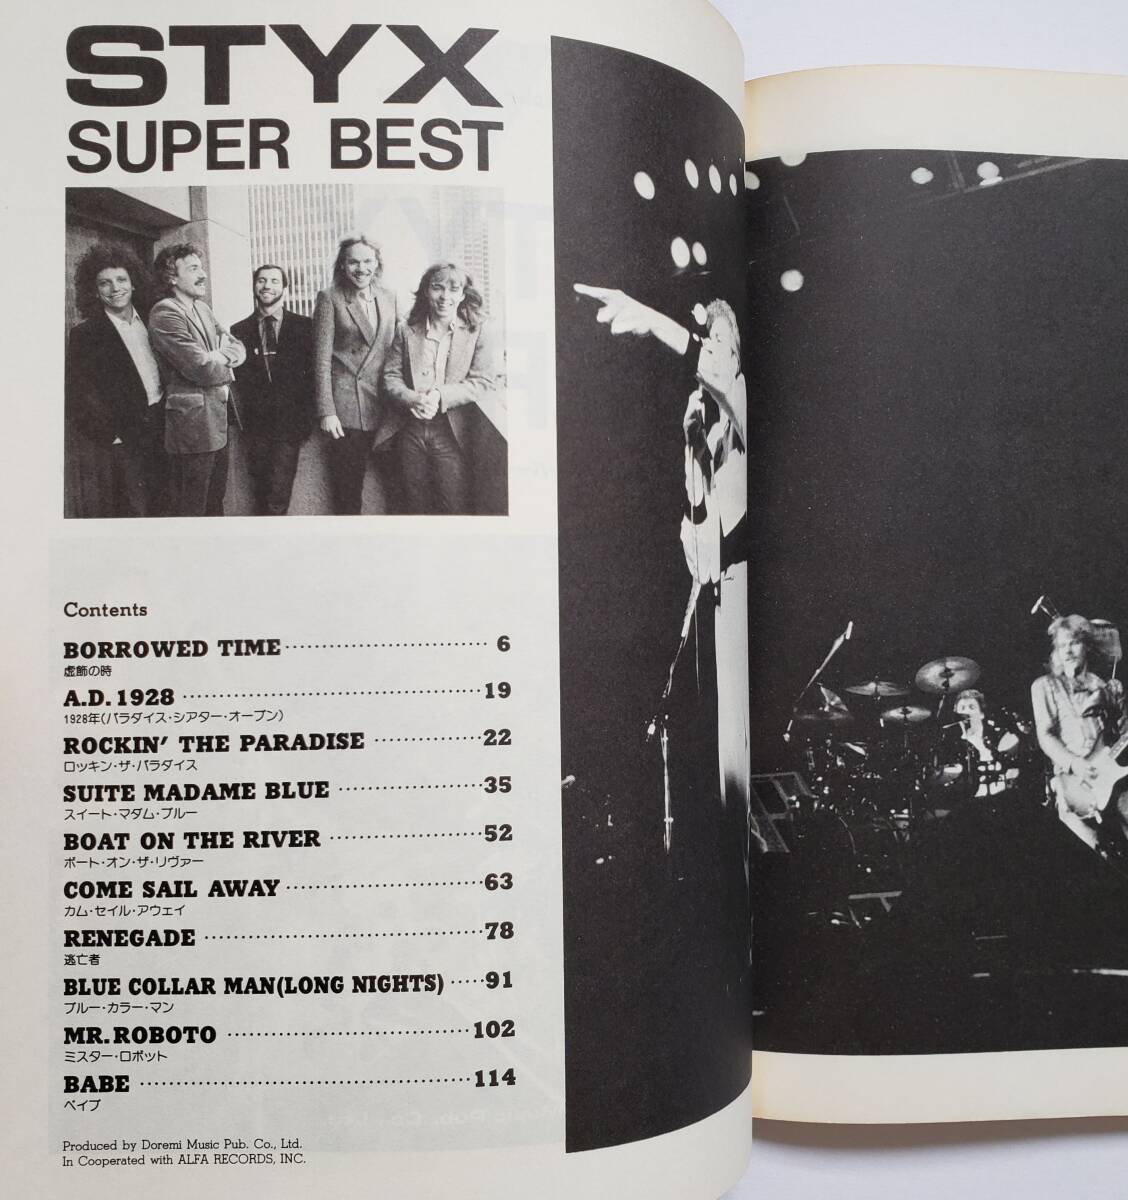 STYX
SUPER BEST
Contents
BORROWED TIME 6
虚飾の時
A.D. 1928 19
1928年(パラダイス・シアター・オープン)
ROCKIN' THE PARADISE 22
ロッキン・ザ・パラダイス
SUITE MADAME BLUE 35
スイート・マダム・ブルー
BOAT ON THE RIVER 52
ボート・オン・ザ・リヴァー
COME SAIL AWAY 63
カム・セイル・アウェイ
RENEGADE 78
逃亡者
BLUE COLLAR MAN(LONG NIGHTS) 91
ブルー・カラー・マン
MR. ROBOTO 102
ミスター・ロボット
BABE 114
ベイブ
Produced by Doremi Music Pub. Co., Ltd.
In Cooperated with ALFA RECORDS, INC.